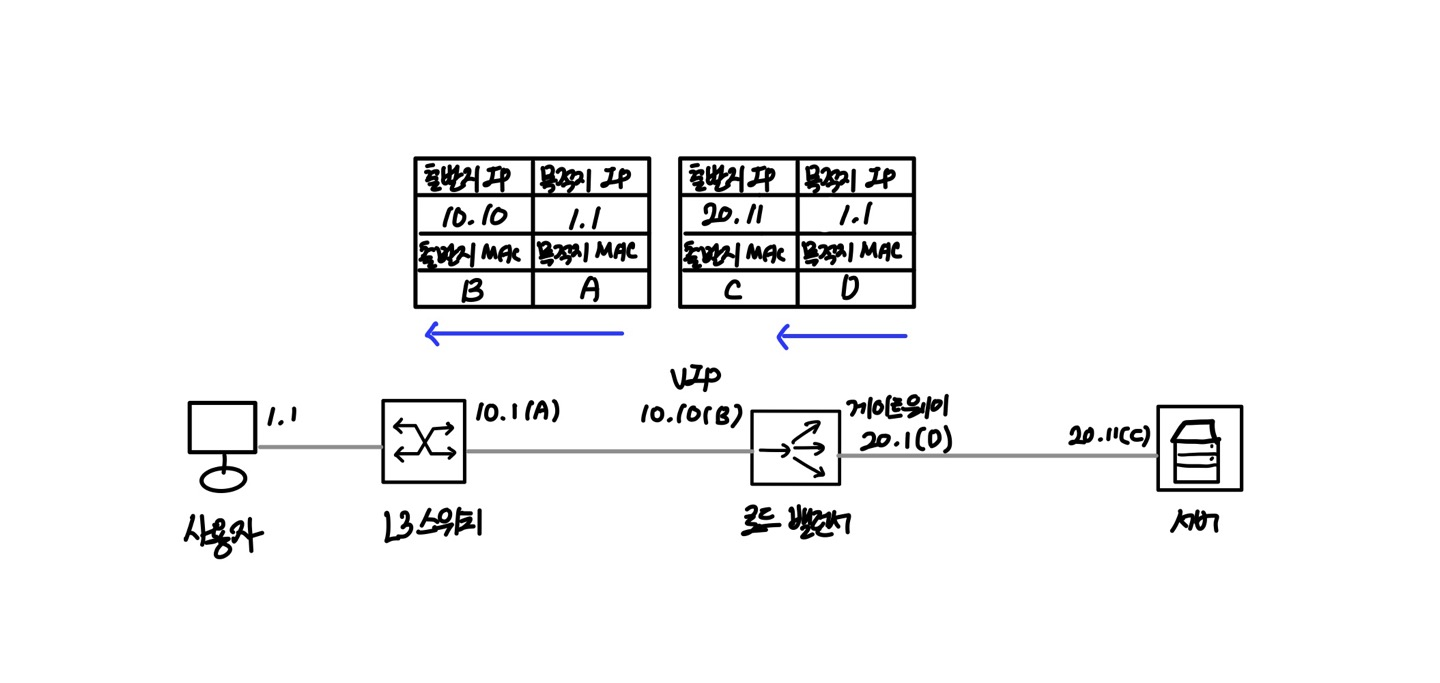 출발지 IP 목적지 IP
10.10 1.1
출발지 MAC 목적지 MAC
B A
출발지 IP 목적지 IP
20.11 1.1
출발지 MAC 목적지 MAC
C D
VIP
1.1
10.1(A)
10.10(B)
게이트웨이
20.1(D)
20.11(C)
사용자
L3 스위치
로드 밸런서
서버